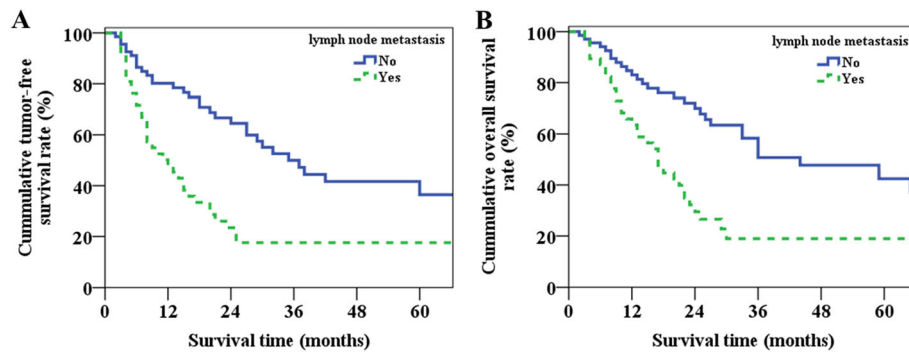 A
Cummulative tumor-free
survival rate (%)
100
80
60
40
20
0
0 12 24 36 48 60
Survival time (months)
lymph node metastasis
No
Yes
B
Cummulative overall survival
rate (%)
100
80
60
40
20
0
0 12 24 36 48 60
Survival time (months)
lymph node metastasis
No
Yes